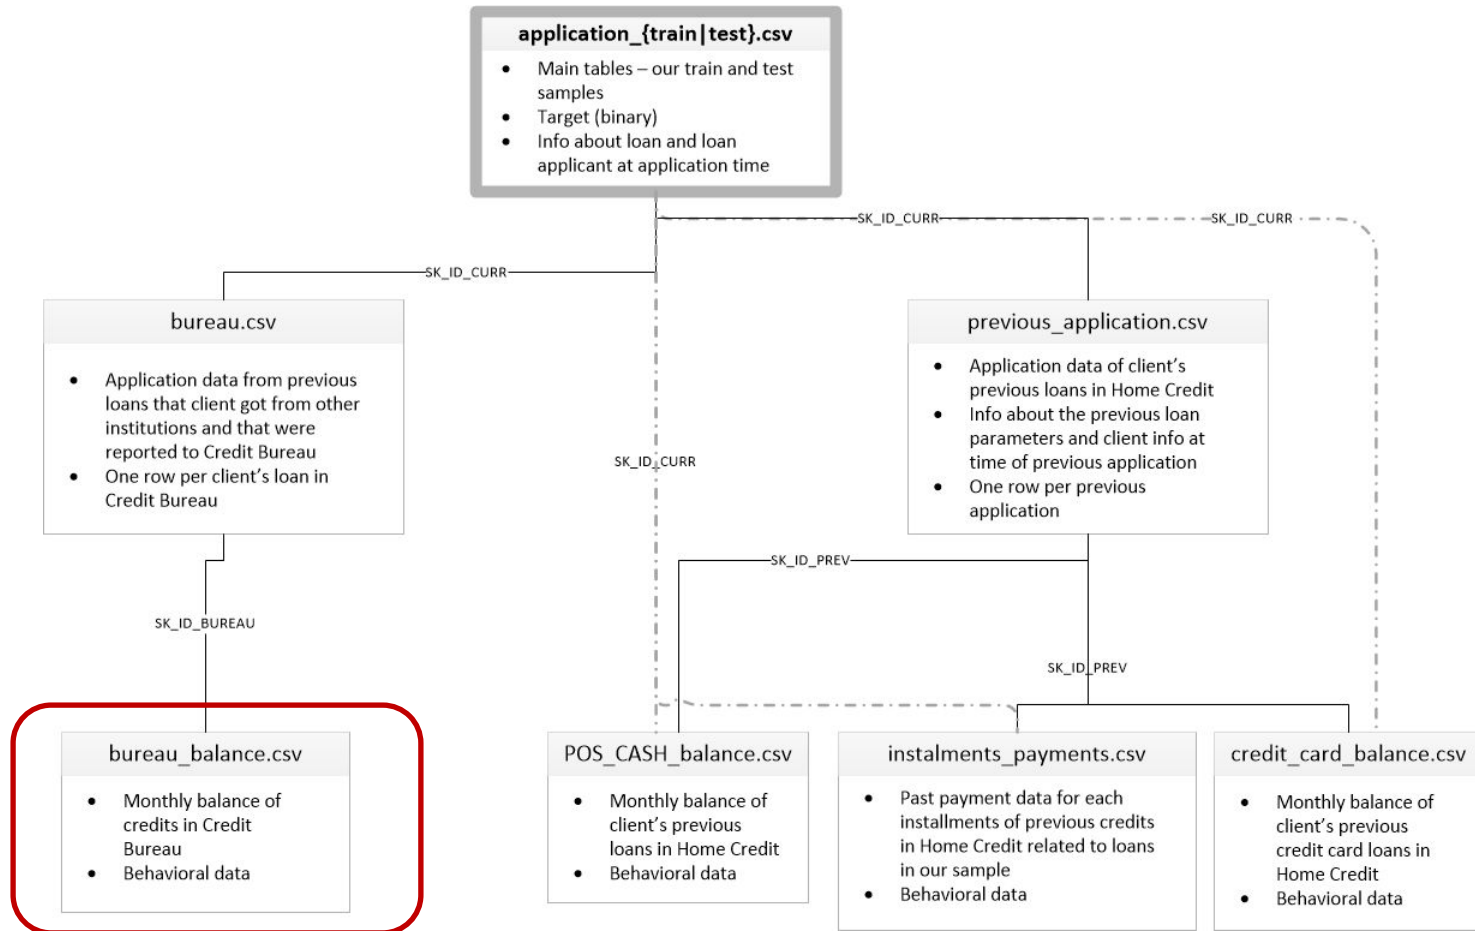 application_{train|test}.csv
• Main tables – our train and test
samples
• Target (binary)
• Info about loan and loan
applicant at application time
SK_ID_CURR
SK_ID_CURR
SK_ID_CURR
bureau.csv
• Application data from previous
loans that client got from other
institutions and that were
reported to Credit Bureau
• One row per client's loan in
Credit Bureau
previous_application.csv
• Application data of client's
previous loans in Home Credit
• Info about the previous loan
parameters and client info at
time of previous application
• One row per previous
application
SK_ID_CURR
SK_ID_PREV
SK_ID_BUREAU
SK_ID_PREV
bureau_balance.csv
• Monthly balance of
credits in Credit
Bureau
• Behavioral data
POS_CASH_balance.csv
• Monthly balance of
client's previous
loans in Home Credit
• Behavioral data
instalments_payments.csv
• Past payment data for each
installments of previous credits
in Home Credit related to loans
in our sample
• Behavioral data
credit_card_balance.csv
• Monthly balance of
client's previous
credit card loans in
Home Credit
• Behavioral data